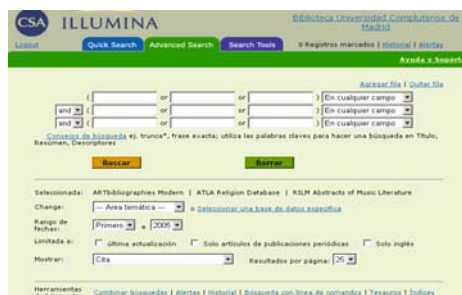 CSA ILLUMINA
Biblioteca Universidad Complutense de Madrid
Logout Quick Search Advanced Search Search Tools 0 Registros marcados | Historial | Alertas
Ayuda y Soporte
Agregar fila | Quitar fila
( or or ) En cualquier campo
and ( or or ) En cualquier campo
and ( or or ) En cualquier campo
Consejos de búsqueda ej. trunca*, frase exacta; utiliza las palabras claves para hacer una búsqueda en Título,
Resúmen, Descriptores
Buscar Borrar
Seleccionada: ARTbibliographies Modern | ATLA Religion Database | RILM Abstracts of Music Literature
Change: --- Area temática --- o Seleccionar una base de datos específica
Rango de fechas: Primero a 2005
Limitada a: última actualización Solo artículos de publicaciones periódicas Solo inglés
Mostrar: Cita Resultados por página: 25
Herramientas
Combinar búsquedas | Alertas | Historial | Búsqueda con línea de comandos | Tesauros | Índices